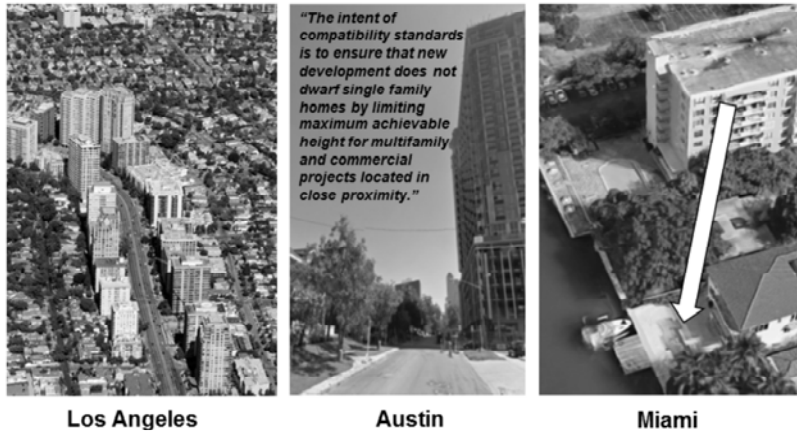 “The intent of
compatibility standards
is to ensure that new
development does not
dwarf single family
homes by limiting
maximum achievable
height for multifamily
and commercial
projects located in
close proximity.”
Los Angeles
Austin
Miami